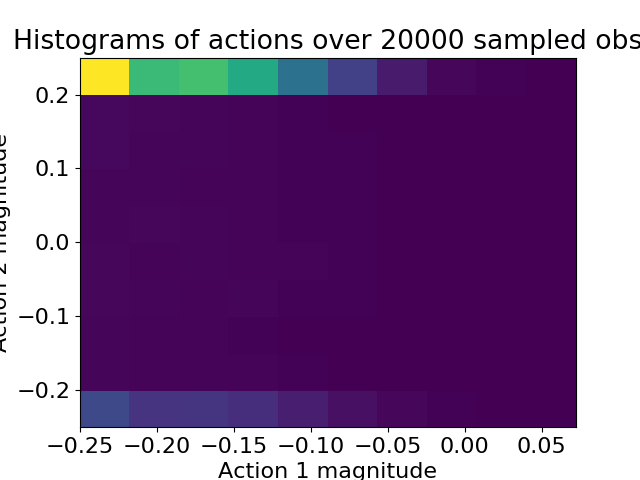 Histograms of actions over 20000 sampled obs
0.2
0.1
0.0
−0.1
−0.2
Action 2 magnitude
−0.25 −0.20 −0.15 −0.10 −0.05 0.00 0.05
Action 1 magnitude